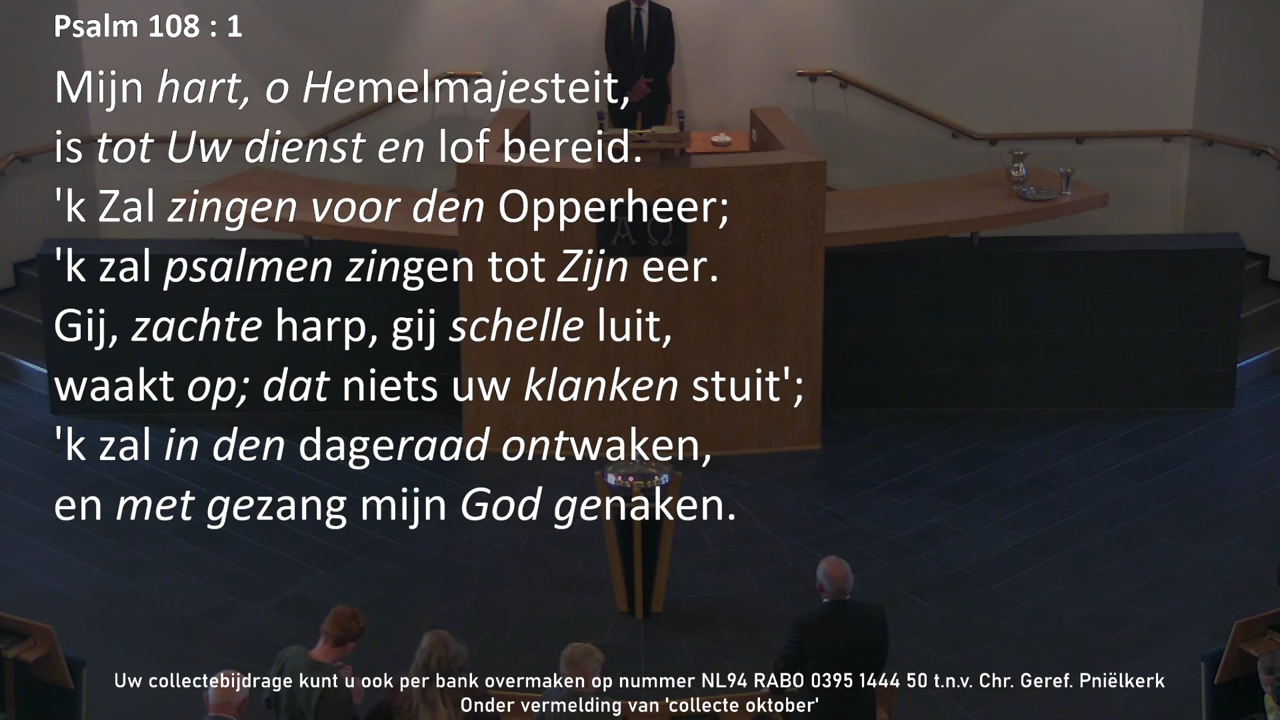 Psalm 108 : 1
Mijn hart, o Hemelmajesteit,
is tot Uw dienst en lof bereid.
'k Zal zingen voor den Opperheer;
'k zal psalmen zingen tot Zijn eer.
Gij, zachte harp, gij schelle luit,
waakt op; dat niets uw klanken stuit';
'k zal in den dageraad ontwaken,
en met gezang mijn God genaken.
Α Ω
Uw collectebijdrage kunt u ook per bank overmaken op nummer NL94 RABO 0395 1444 50 t.n.v. Chr. Geref. Pniëlkerk
Onder vermelding van 'collecte oktober'